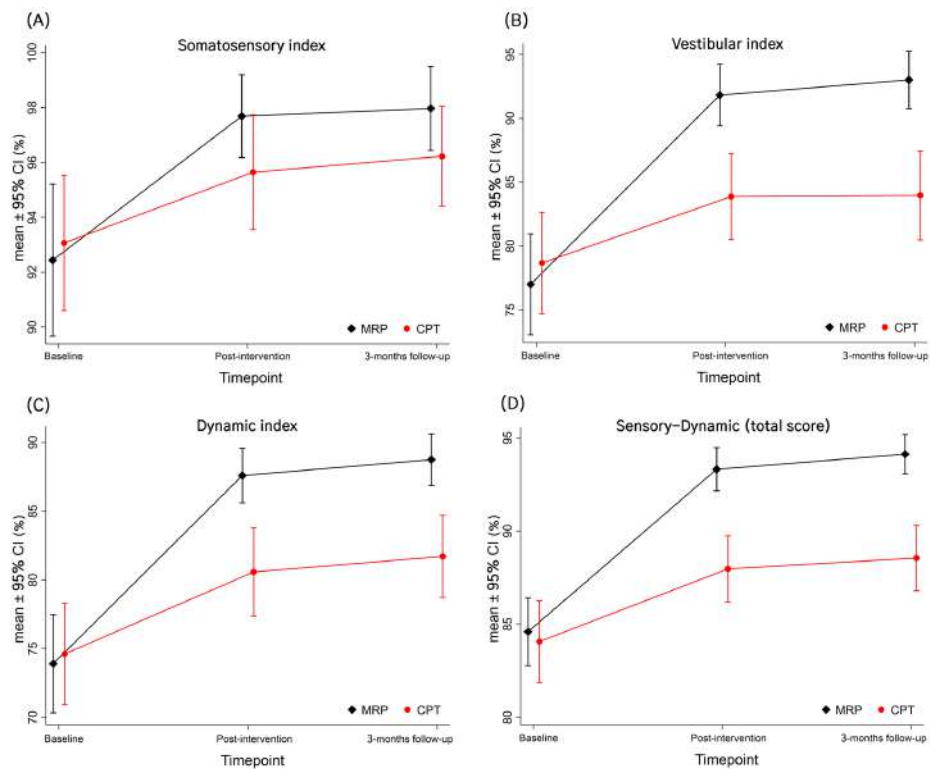 (A)
Somatosensory index
mean ± 95% CI (%)
100
98
96
94
92
90
MRP CPT
Baseline Post-intervention 3-months follow-up
Timepoint
(B)
Vestibular index
mean ± 95% CI (%)
95
90
85
80
75
MRP CPT
Baseline Post-intervention 3-months follow-up
Timepoint
(C)
Dynamic index
mean ± 95% CI (%)
90
85
80
75
70
MRP CPT
Baseline Post-intervention 3-months follow-up
Timepoint
(D)
Sensory-Dynamic (total score)
mean ± 95% CI (%)
95
90
85
80
MRP CPT
Baseline Post-intervention 3-months follow-up
Timepoint